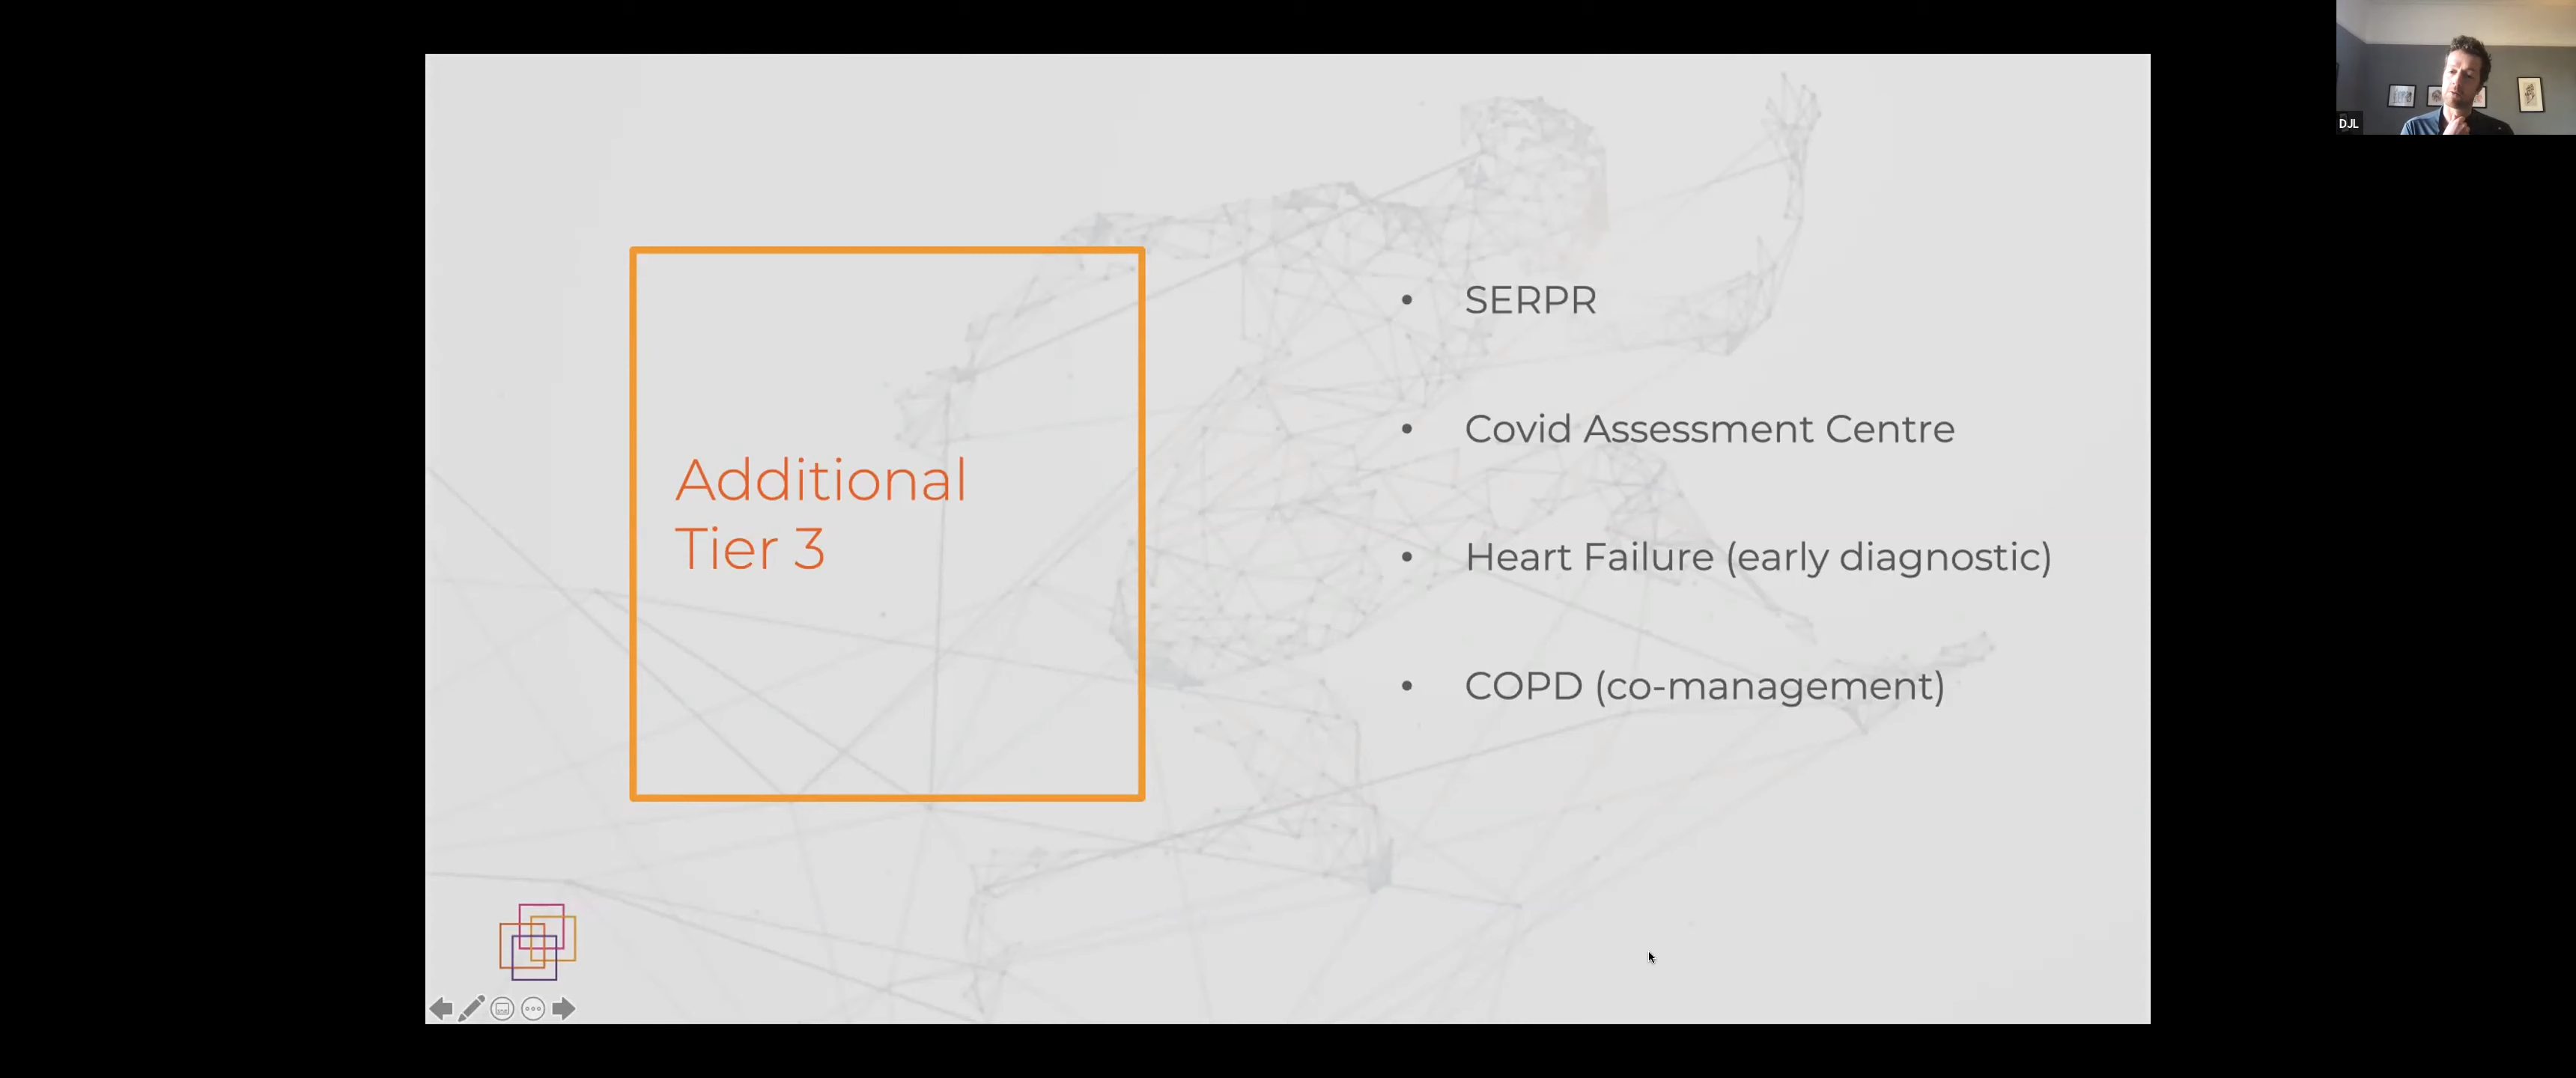 DJL
Additional
Tier 3
• SERPR
• Covid Assessment Centre
• Heart Failure (early diagnostic)
• COPD (co-management)